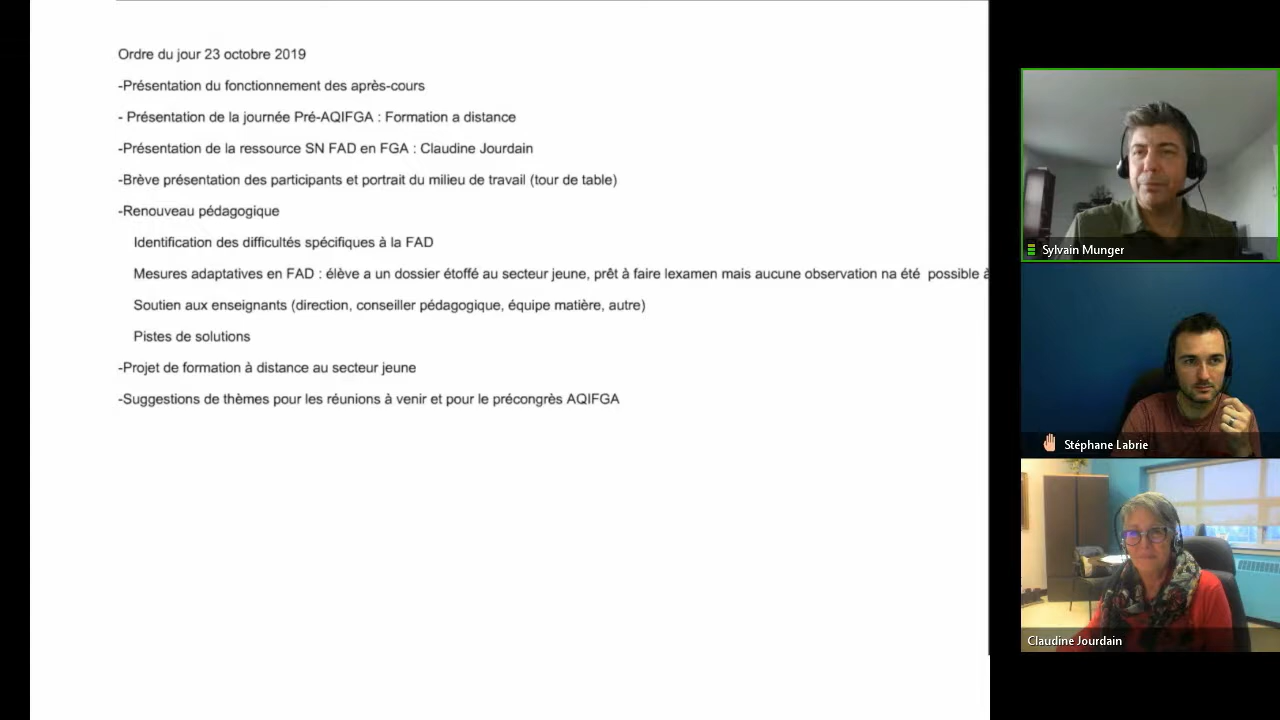 Ordre du jour 23 octobre 2019
-Présentation du fonctionnement des après-cours
- Présentation de la journée Pré-AQIFGA : Formation a distance
-Présentation de la ressource SN FAD en FGA : Claudine Jourdain
-Brève présentation des participants et portrait du milieu de travail (tour de table)
-Renouveau pédagogique
Identification des difficultés spécifiques à la FAD
Mesures adaptatives en FAD : élève a un dossier étoffé au secteur jeune, prêt à faire lexamen mais aucune observation na été possible à
Soutien aux enseignants (direction, conseiller pédagogique, équipe matière, autre)
Pistes de solutions
-Projet de formation à distance au secteur jeune
-Suggestions de thèmes pour les réunions à venir et pour le précongrès AQIFGA
Sylvain Munger
Stéphane Labrie
Claudine Jourdain